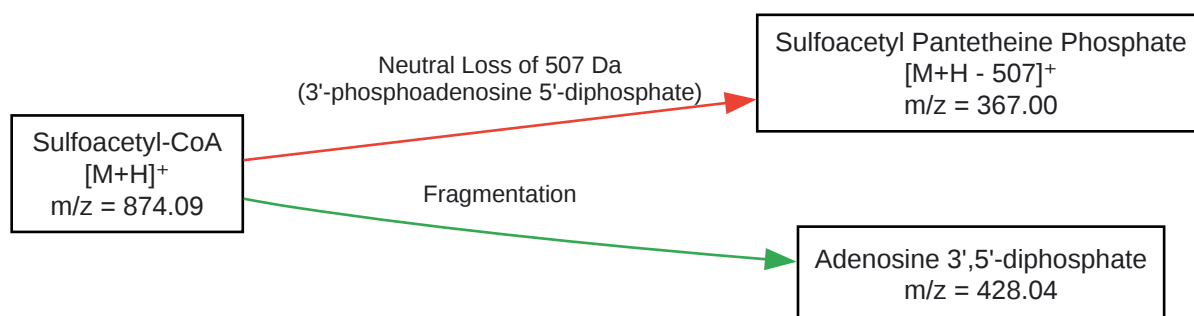 Sulfoacetyl-CoA
[M+H]⁺
m/z = 874.09
Neutral Loss of 507 Da
(3'-phosphoadenosine 5'-diphosphate)
Sulfoacetyl Pantetheine Phosphate
[M+H - 507]⁺
m/z = 367.00
Fragmentation
Adenosine 3',5'-diphosphate
m/z = 428.04